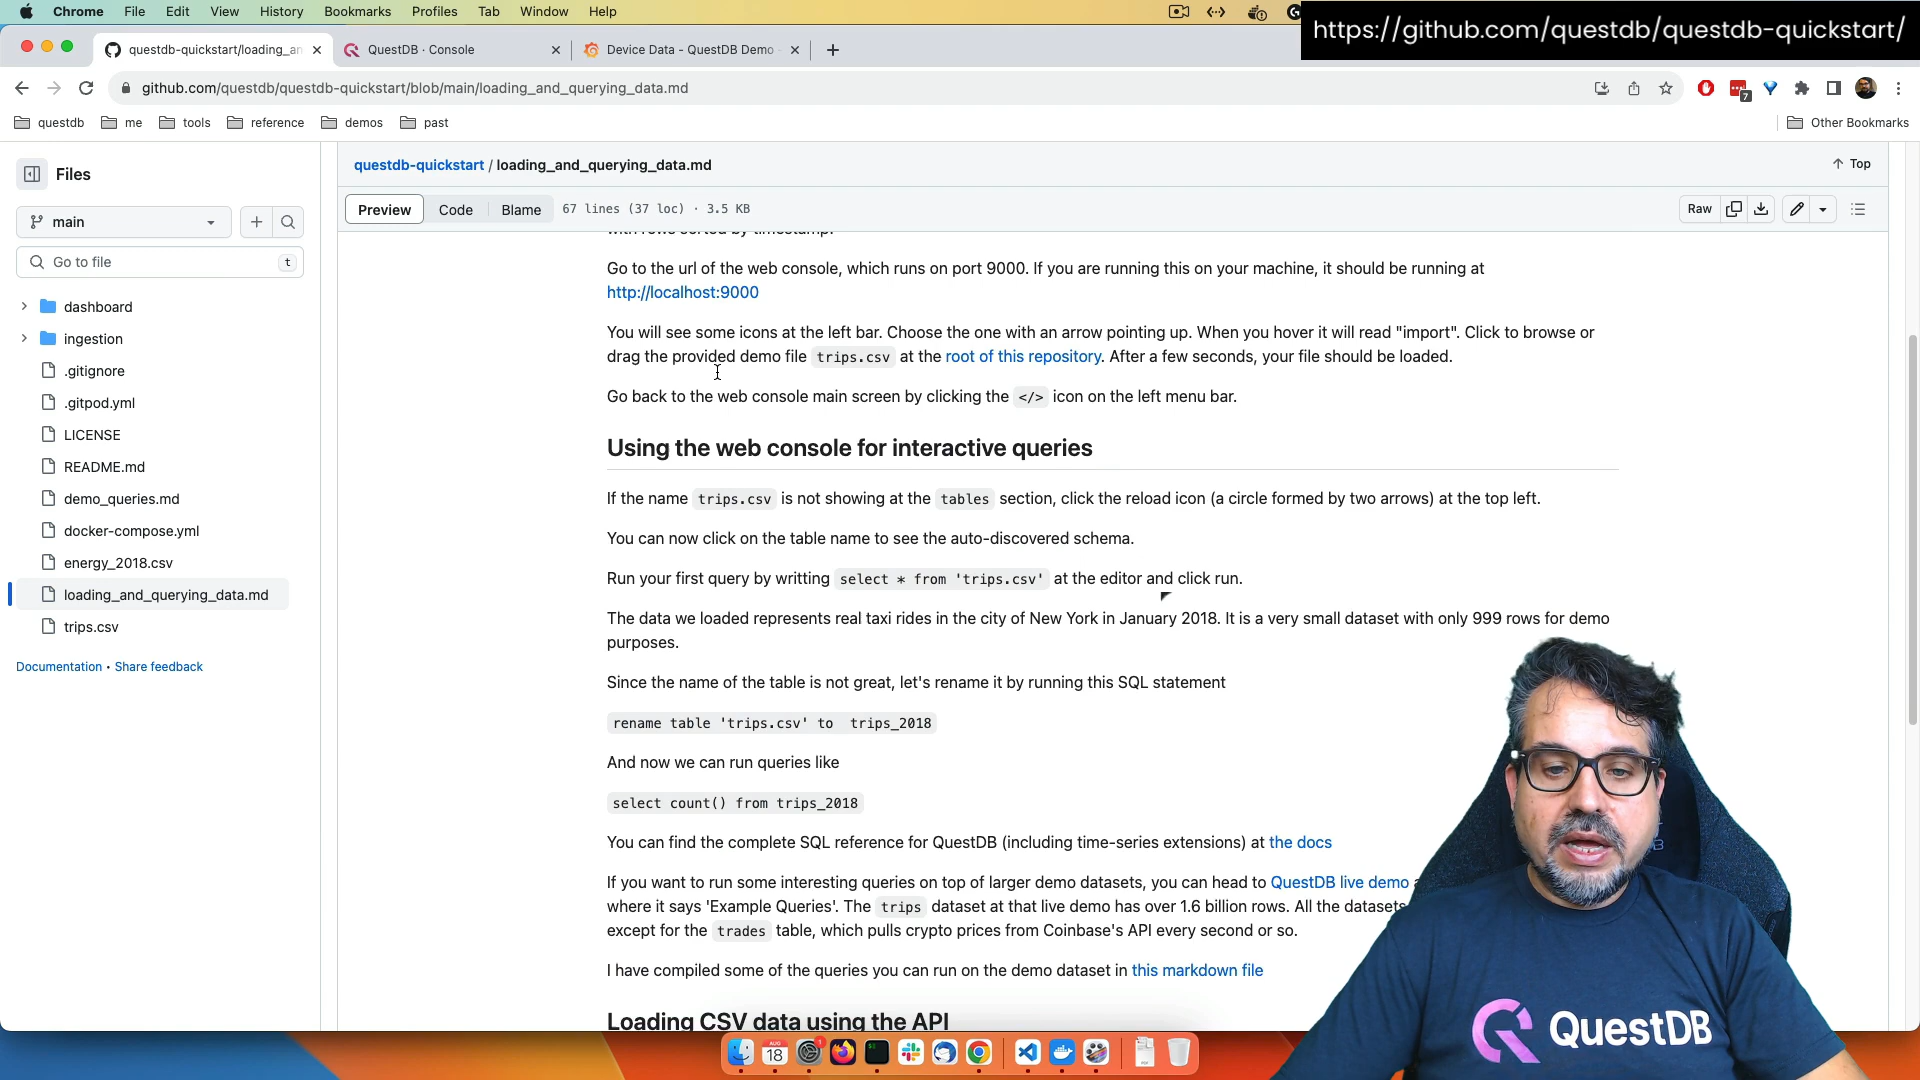 Chrome File Edit View History Bookmarks Profiles Tab Window Help
https://github.com/questdb/questdb-quickstart/
questdb-quickstart/loading_an
QuestDB · Console
Device Data - QuestDB Demo
github.com/questdb/questdb-quickstart/blob/main/loading_and_querying_data.md
7
questdb me tools reference demos past Other Bookmarks
Files
questdb-quickstart / loading_and_querying_data.md
Top
main
Preview Code Blame 67 lines (37 loc) · 3.5 KB Raw
Go to file t
dashboard
ingestion
.gitignore
.gitpod.yml
LICENSE
README.md
demo_queries.md
docker-compose.yml
energy_2018.csv
loading_and_querying_data.md
trips.csv
Documentation • Share feedback
with rows sorted by timestamp.
Go to the url of the web console, which runs on port 9000. If you are running this on your machine, it should be running at
http://localhost:9000
You will see some icons at the left bar. Choose the one with an arrow pointing up. When you hover it will read "import". Click to browse or
drag the provided demo file trips.csv at the root of this repository. After a few seconds, your file should be loaded.
Go back to the web console main screen by clicking the </> icon on the left menu bar.
Using the web console for interactive queries
If the name trips.csv is not showing at the tables section, click the reload icon (a circle formed by two arrows) at the top left.
You can now click on the table name to see the auto-discovered schema.
Run your first query by writting select * from 'trips.csv' at the editor and click run.
The data we loaded represents real taxi rides in the city of New York in January 2018. It is a very small dataset with only 999 rows for demo
purposes.
Since the name of the table is not great, let's rename it by running this SQL statement
rename table 'trips.csv' to trips_2018
And now we can run queries like
select count() from trips_2018
You can find the complete SQL reference for QuestDB (including time-series extensions) at the docs
If you want to run some interesting queries on top of larger demo datasets, you can head to QuestDB live demo
where it says 'Example Queries'. The trips dataset at that live demo has over 1.6 billion rows. All the datasets
except for the trades table, which pulls crypto prices from Coinbase's API every second or so.
I have compiled some of the queries you can run on the demo dataset in this markdown file
Loading CSV data using the API
QuestDB
AUG
18
1